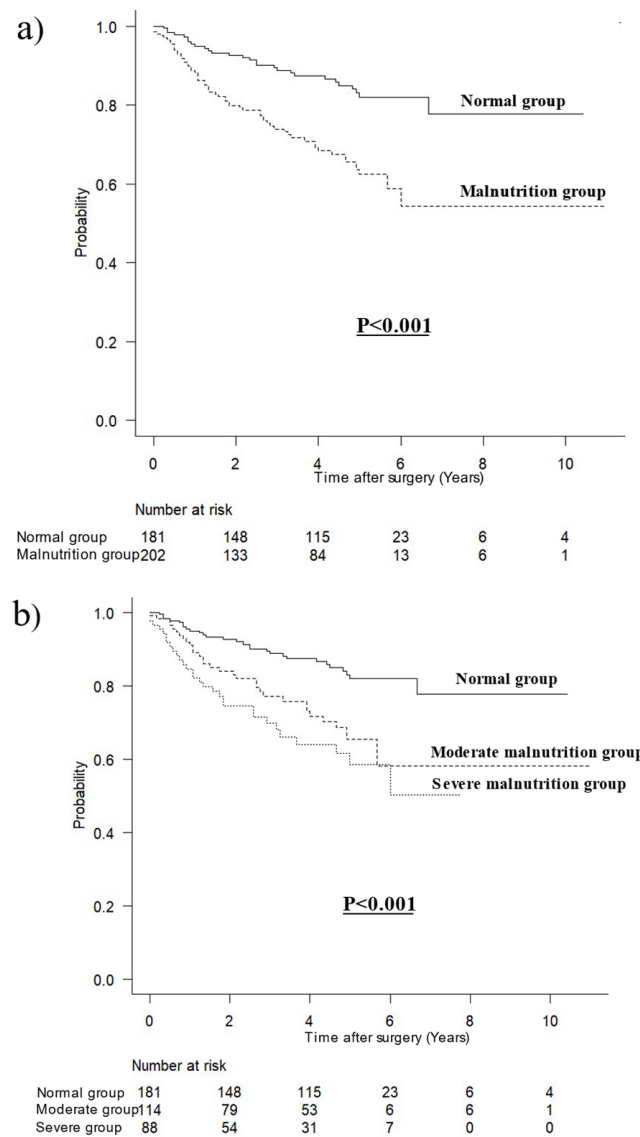 a)
1.0
Normal group
0.8
Malnutrition group
0.6
Probability
0.4
P<0.001
0.2
0.0
0 2 4 6 8 10
Time after surgery (Years)
Number at risk
Normal group 181 148 115 23 6 4
Malnutrition group 202 133 84 13 6 1
b)
1.0
0.8
Normal group
Moderate malnutrition group
0.6
Severe malnutrition group
Probability
0.4
P<0.001
0.2
0.0
0 2 4 6 8 10
Time after surgery (Years)
Number at risk
Normal group 181 148 115 23 6 4
Moderate group 114 79 53 6 6 1
Severe group 88 54 31 7 0 0